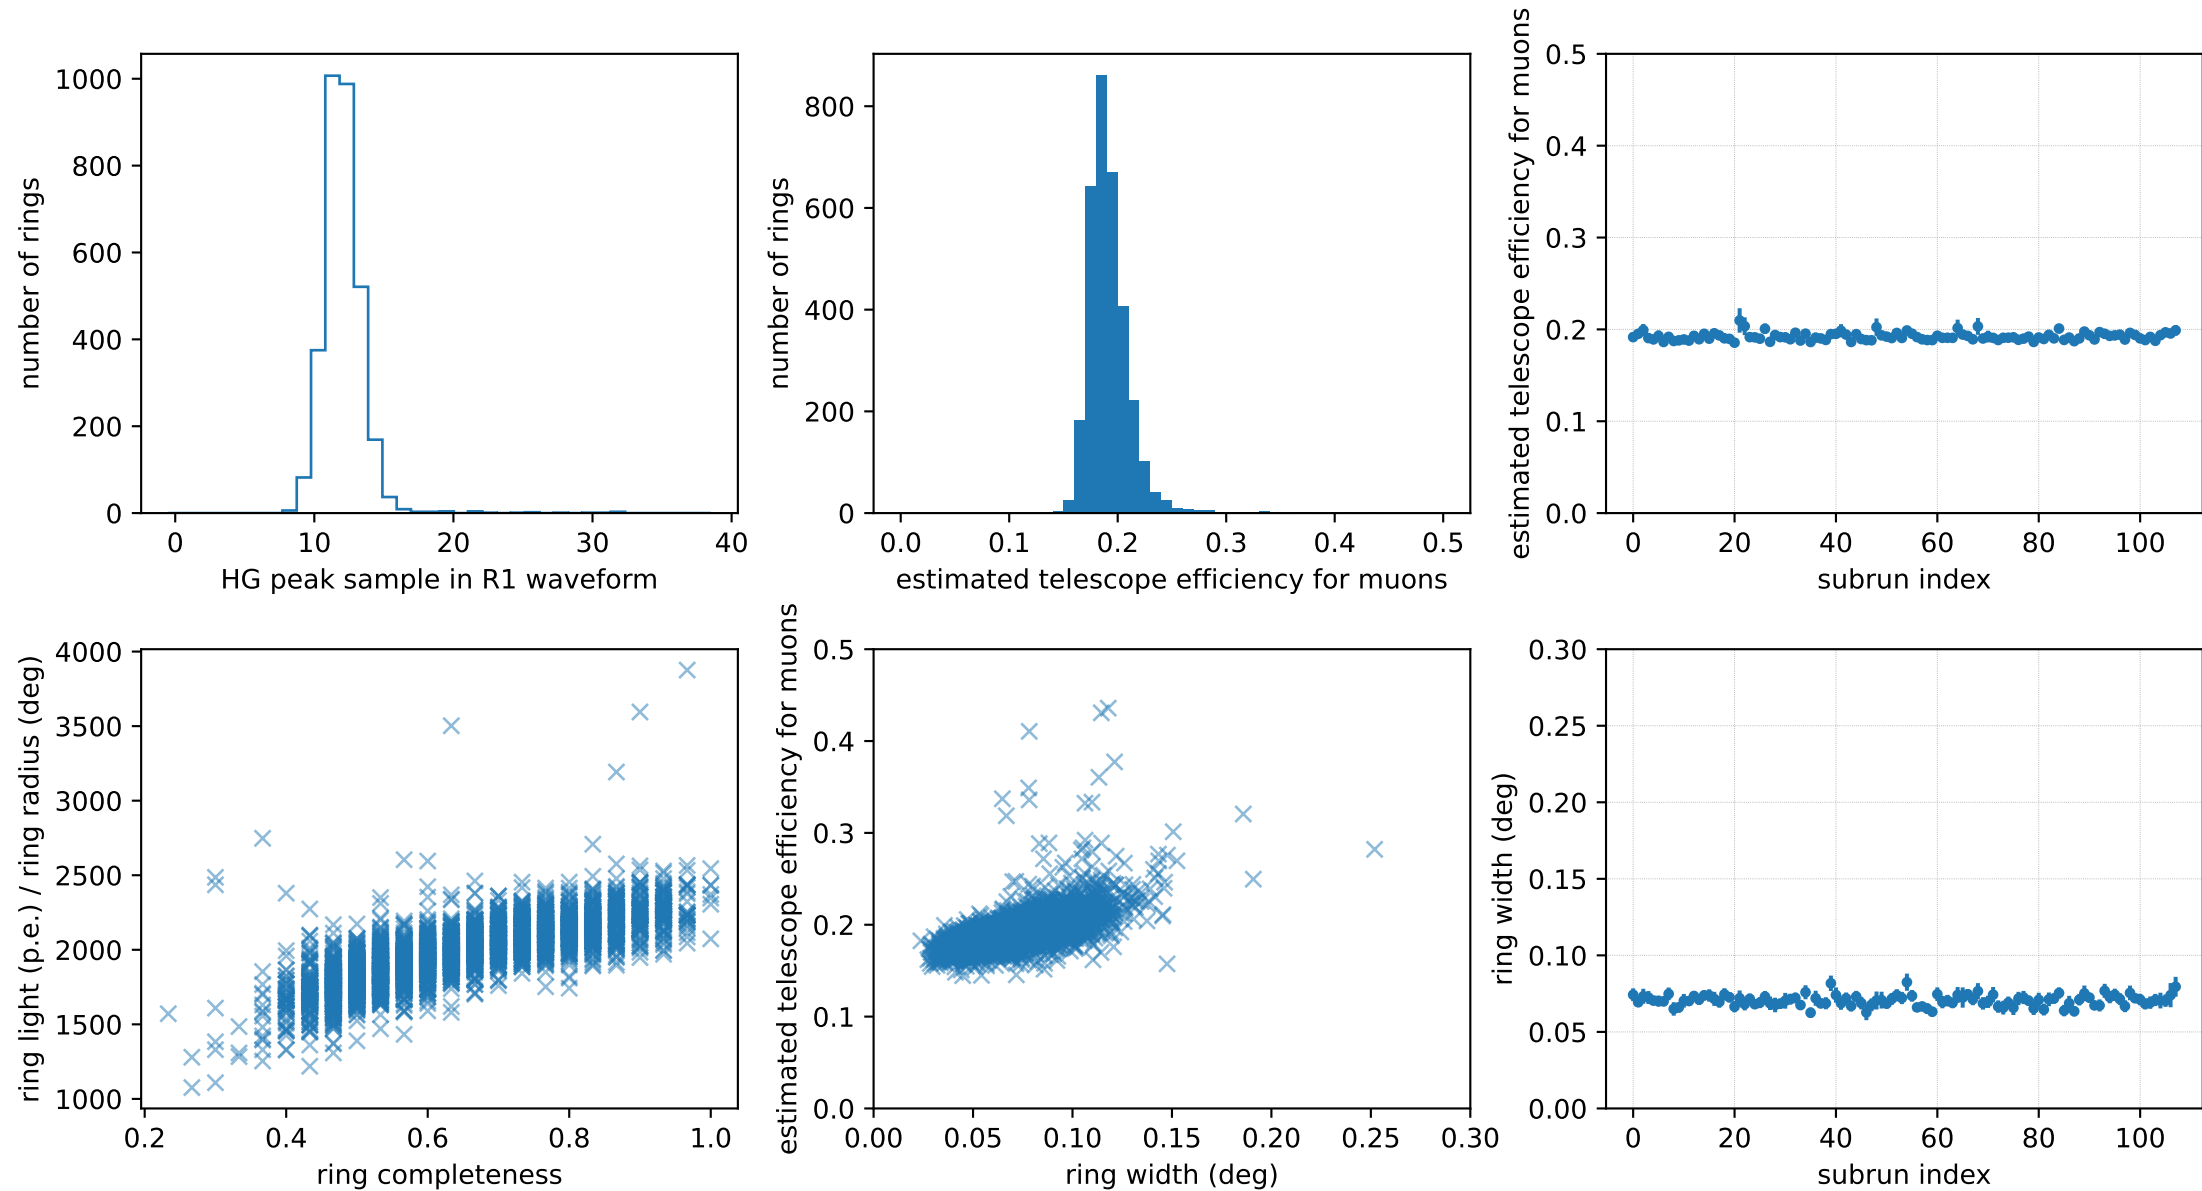 number of rings
1000
800
600
400
200
0
0 10 20 30 40
HG peak sample in R1 waveform
number of rings
800
600
400
200
0
0.0 0.1 0.2 0.3 0.4 0.5
estimated telescope efficiency for muons
estimated telescope efficiency for muons
0.5
0.4
0.3
0.2
0.1
0.0
0 20 40 60 80 100
subrun index
ring light (p.e.) / ring radius (deg)
4000
3500
3000
2500
2000
1500
1000
0.2 0.4 0.6 0.8 1.0
ring completeness
estimated telescope efficiency for muons
0.5
0.4
0.3
0.2
0.1
0.0
0.00 0.05 0.10 0.15 0.20 0.25 0.30
ring width (deg)
ring width (deg)
0.30
0.25
0.20
0.15
0.10
0.05
0.00
0 20 40 60 80 100
subrun index